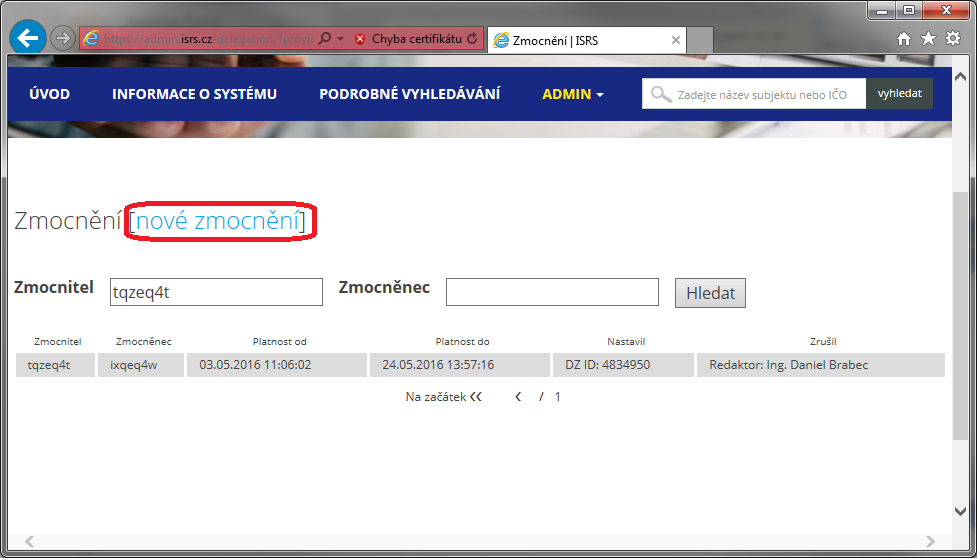 https://admin.isrs.cz/delegation/?provi
Chyba certifikátu
Zmocnění | ISRS
ÚVOD INFORMACE O SYSTÉMU PODROBNÉ VYHLEDÁVÁNÍ ADMIN Zadejte název subjektu nebo IČO vyhledat
Zmocnění [nové zmocnění]
Zmocnitel tqzeq4t Zmocněnec Hledat
Zmocnitel Zmocněnec Platnost od Platnost do Nastavil Zrušil
tqzeq4t ixqeq4w 03.05.2016 11:06:02 24.05.2016 13:57:16 DZ ID: 4834950 Redaktor: Ing. Daniel Brabec
Na začátek « ‹ / 1